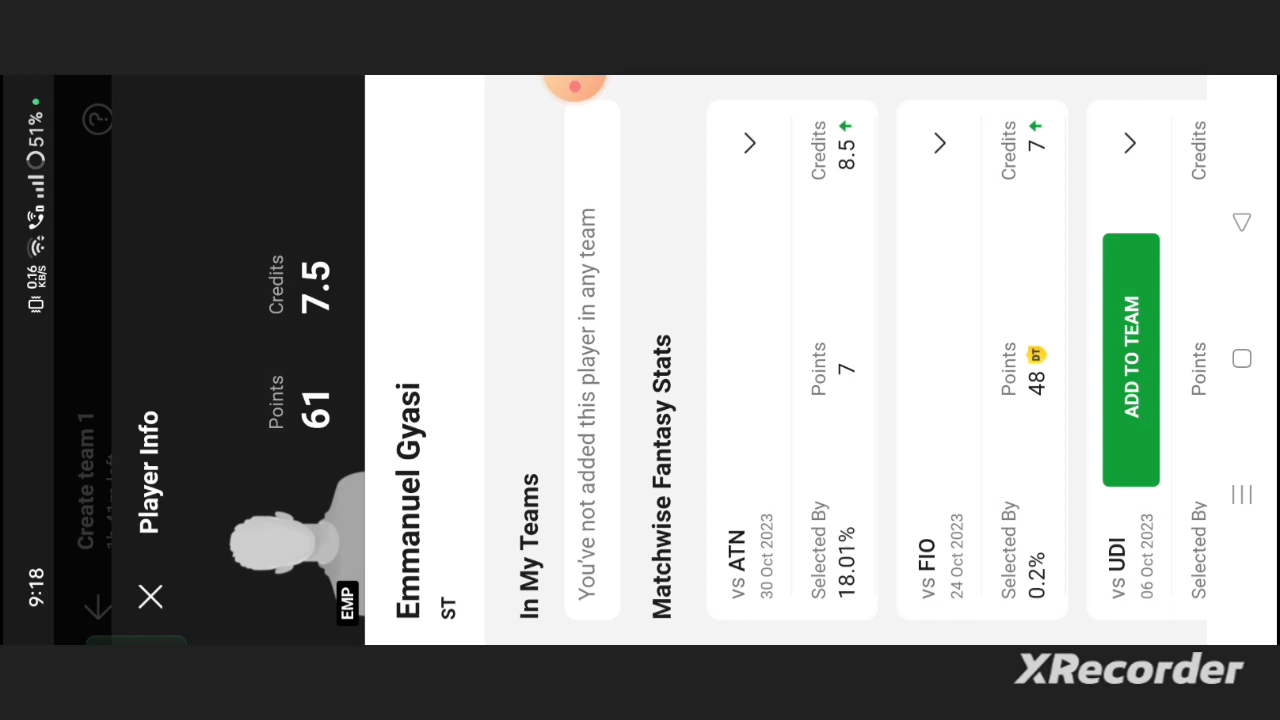 9:18 0.16 KB/S 51%
Create team 1
Player Info
Points Credits
61 7.5
EMP
Emmanuel Gyasi
ST
In My Teams
You've not added this player in any team
Matchwise Fantasy Stats
vs ATN
30 Oct 2023
Selected By Points Credits
18.01% 7 8.5
vs FIO
24 Oct 2023
Selected By Points Credits
0.2% 48 DT 7
vs UDI
06 Oct 2023
ADD TO TEAM
Selected By Points Credits
XRecorder